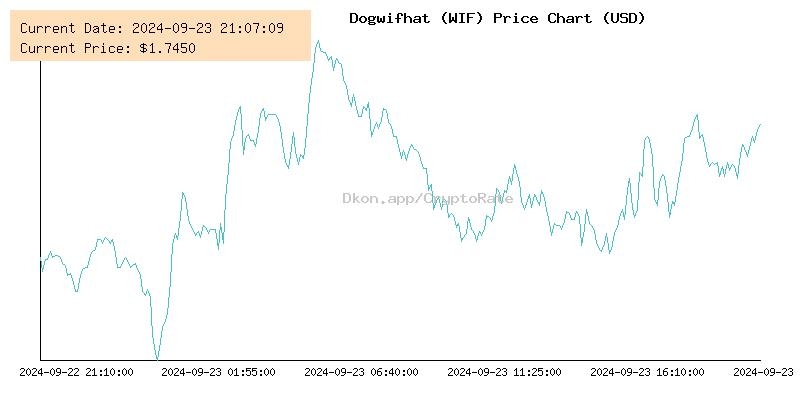 Dogwifhat (WIF) Price Chart (USD)
Current Date: 2024-09-23 21:07:09
Current Price: $1.7450
Dkon.app/CryptoRate
2024-09-22 21:10:00 2024-09-23 01:55:00 2024-09-23 06:40:00 2024-09-23 11:25:00 2024-09-23 16:10:00 2024-09-23